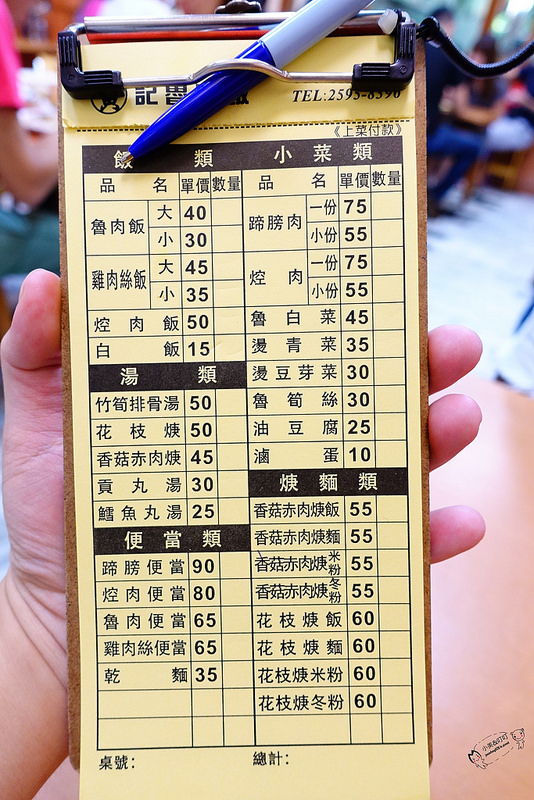 記魯肉飯
TEL:2595-8396
《上菜付款》
飯 類
品 名 單價 數量
魯肉飯 大 40
小 30
雞肉絲飯 大 45
小 35
焢肉飯 50
白飯 15
湯 類
竹筍排骨湯 50
花枝焿 50
香菇赤肉焿 45
貢丸湯 30
鱈魚丸湯 25
便當類
蹄膀便當 90
焢肉便當 80
魯肉便當 65
雞肉絲便當 65
乾麵 35
桌號:
小菜類
品 名 單價 數量
蹄膀肉 一份 75
小份 55
焢肉 一份 75
小份 55
魯白菜 45
燙青菜 35
燙豆芽菜 30
魯筍絲 30
油豆腐 25
滷蛋 10
焿麵類
香菇赤肉焿飯 55
香菇赤肉焿麵 55
香菇赤肉焿米粉 55
香菇赤肉焿冬粉 55
花枝焿飯 60
花枝焿麵 60
花枝焿米粉 60
花枝焿冬粉 60
總計: